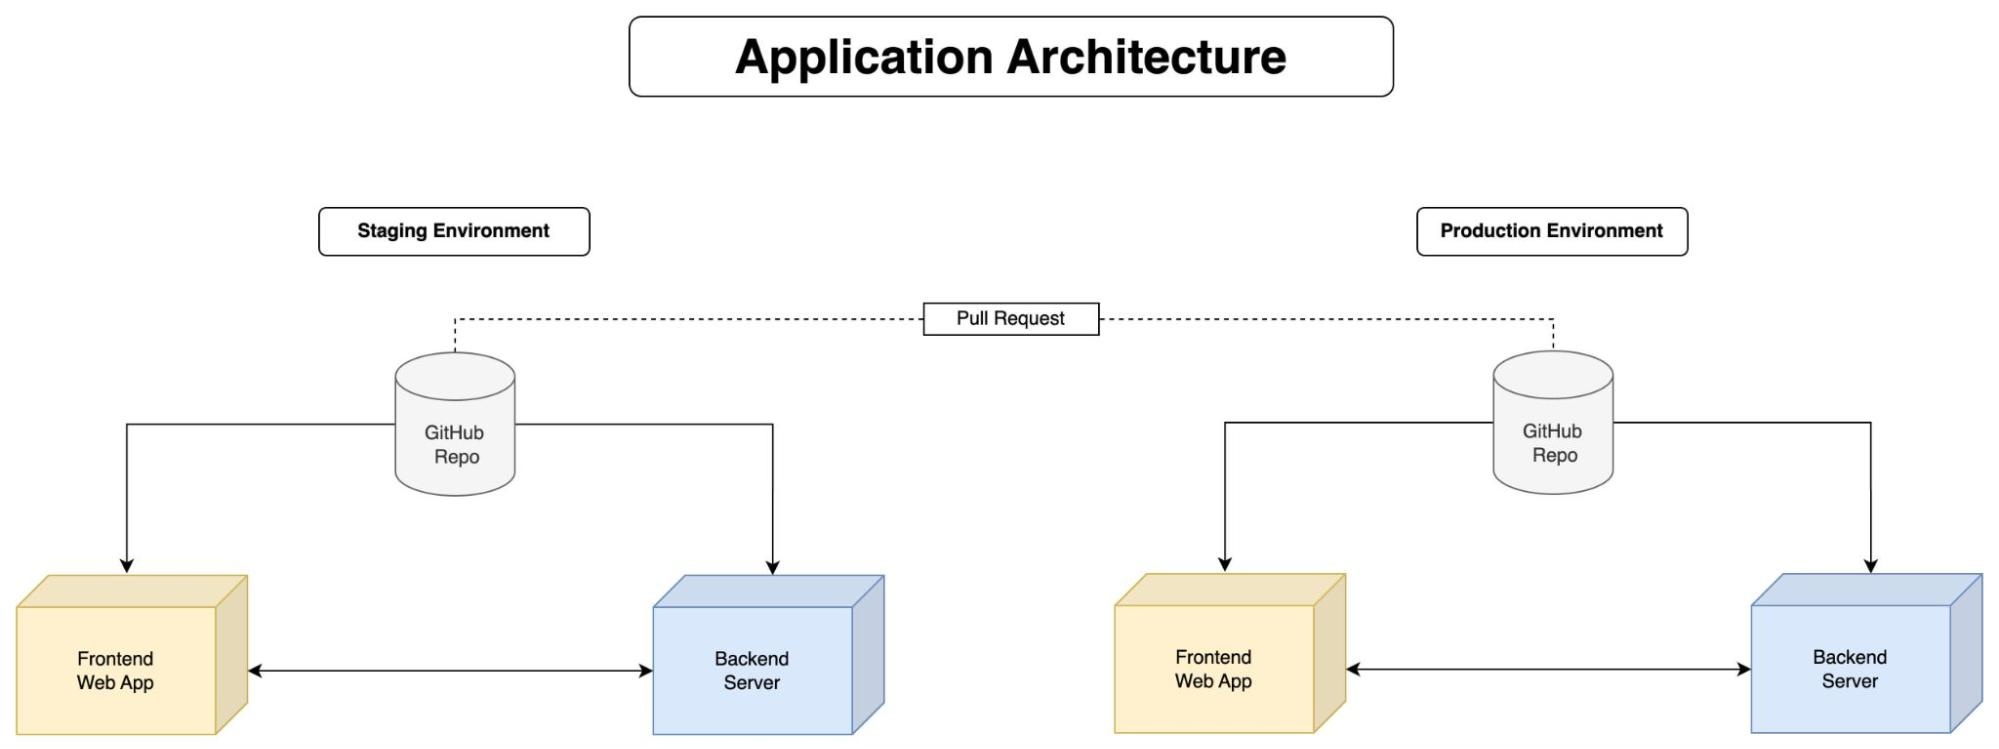 Application Architecture
Staging Environment
Production Environment
Pull Request
GitHub
Repo
GitHub
Repo
Frontend
Web App
Backend
Server
Frontend
Web App
Backend
Server